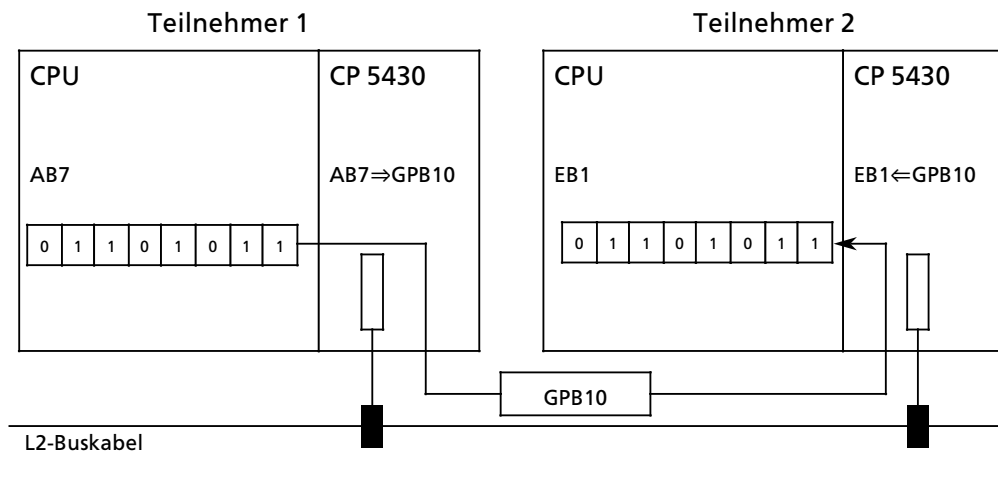 Teilnehmer 1
Teilnehmer 2
CPU
CP 5430
CPU
CP 5430
AB7
AB7⇒GPB10
EB1
EB1⇐GPB10
0 1 1 0 1 0 1 1
0 1 1 0 1 0 1 1
GPB10
L2-Buskabel